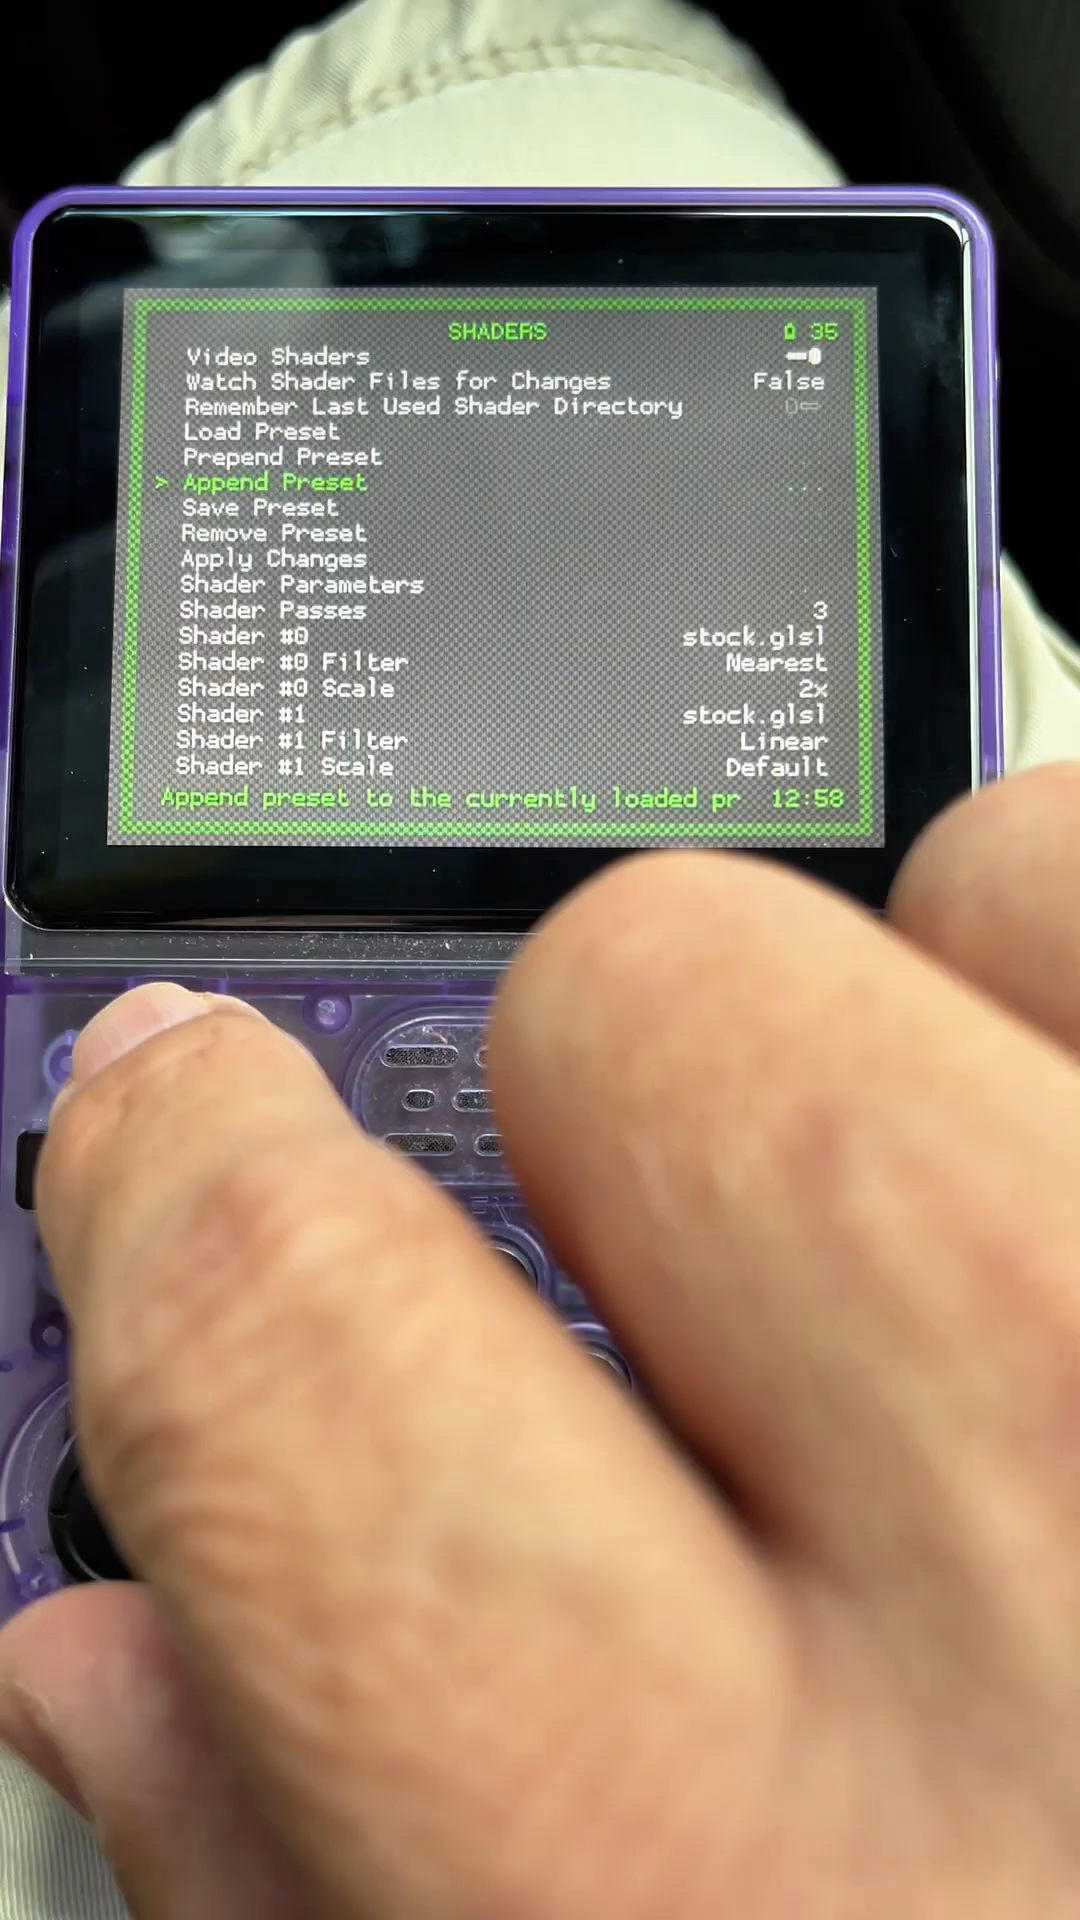 SHADERS 35
Video Shaders
Watch Shader Files for Changes False
Remember Last Used Shader Directory
Load Preset
Prepend Preset
> Append Preset ...
Save Preset
Remove Preset
Apply Changes
Shader Parameters
Shader Passes 3
Shader #0 stock.glsl
Shader #0 Filter Nearest
Shader #0 Scale 2x
Shader #1 stock.glsl
Shader #1 Filter Linear
Shader #1 Scale Default
Append preset to the currently loaded pr 12:58